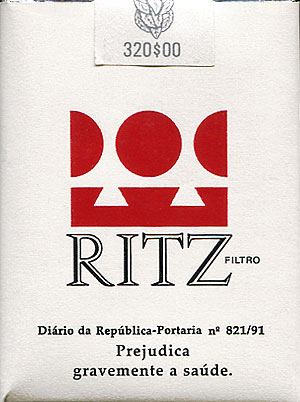 320$00
RITZ
FILTRO
Diário da República-Portaria nº 821/91
Prejudica
gravemente a saúde.